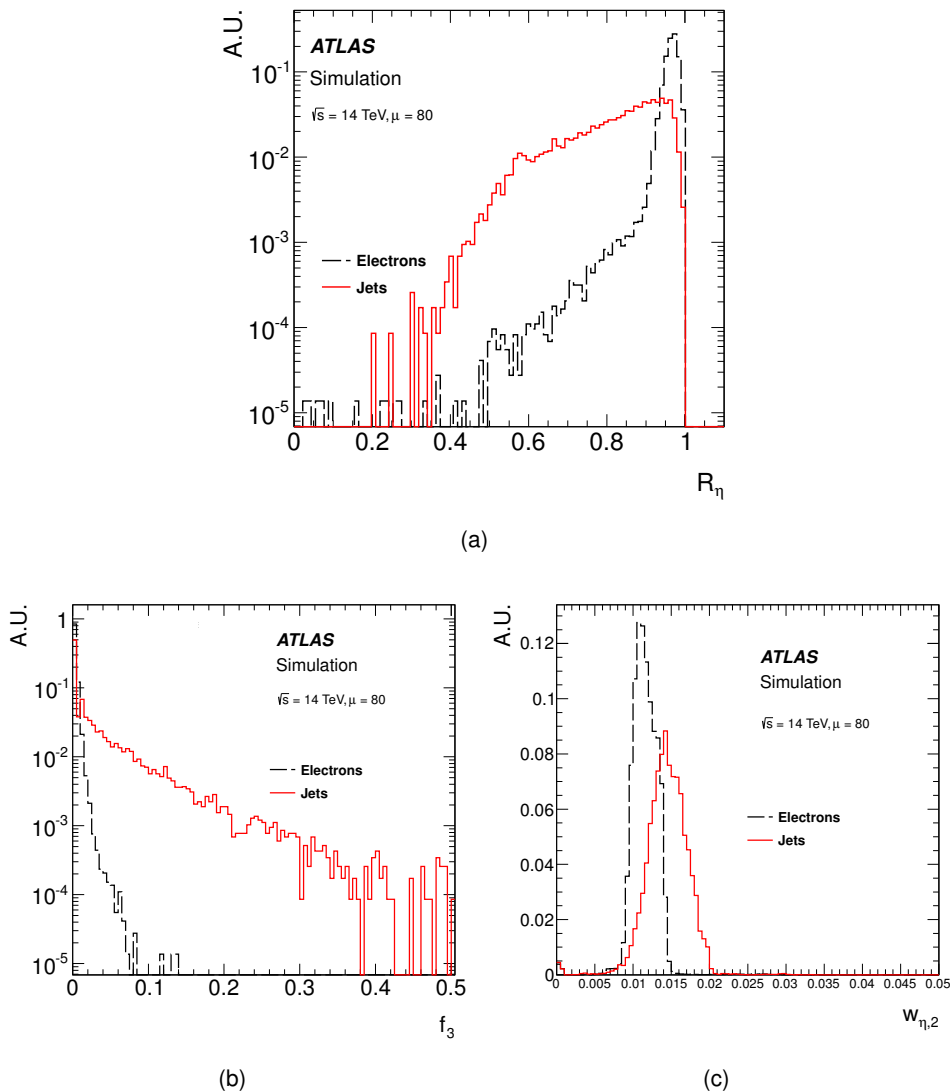 A.U.
ATLAS
Simulation
√s = 14 TeV, μ = 80
Electrons
Jets
10⁻¹
10⁻²
10⁻³
10⁻⁴
10⁻⁵
0 0.2 0.4 0.6 0.8 1
R_η
(a)
A.U.
ATLAS
Simulation
√s = 14 TeV, μ = 80
Electrons
Jets
1
10⁻¹
10⁻²
10⁻³
10⁻⁴
10⁻⁵
0 0.1 0.2 0.3 0.4 0.5
f₃
(b)
A.U.
ATLAS
Simulation
√s = 14 TeV, μ = 80
Electrons
Jets
0.12
0.1
0.08
0.06
0.04
0.02
0
0 0.005 0.01 0.015 0.02 0.025 0.03 0.035 0.04 0.045 0.05
w_η,2
(c)